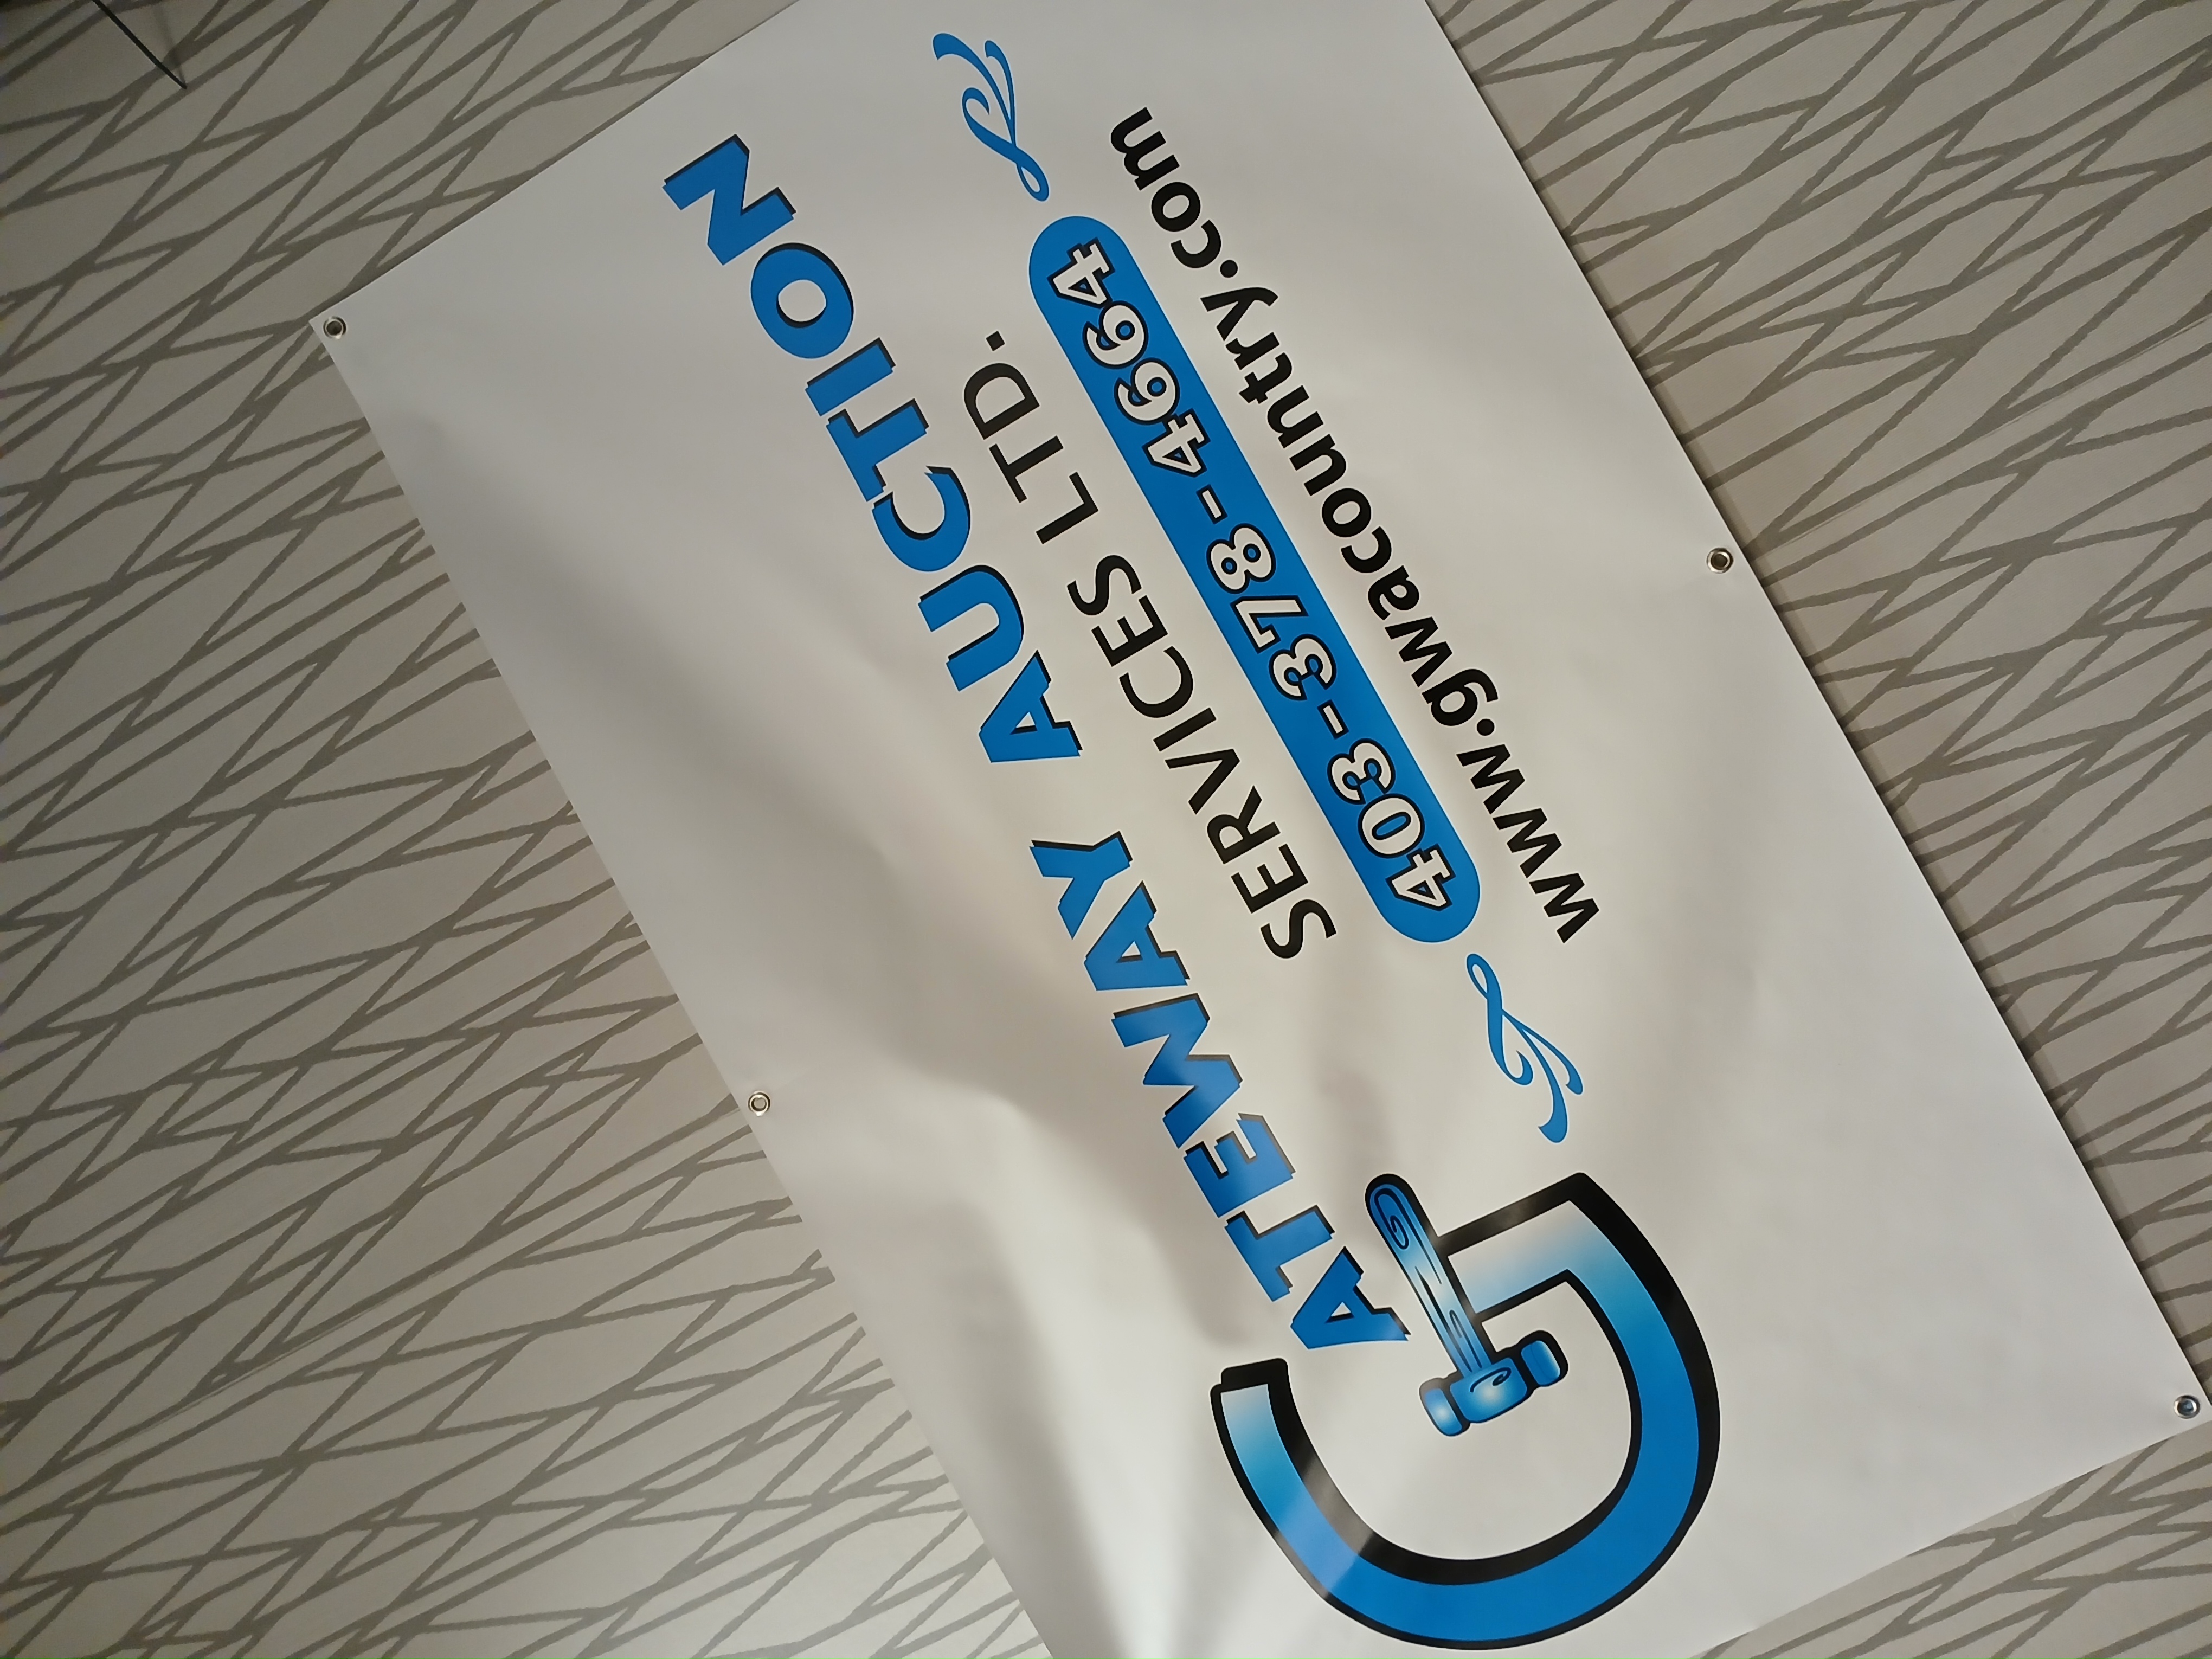 GATEWAY AUCTION
SERVICES LTD.
403-378-4664
www.gwacountry.com